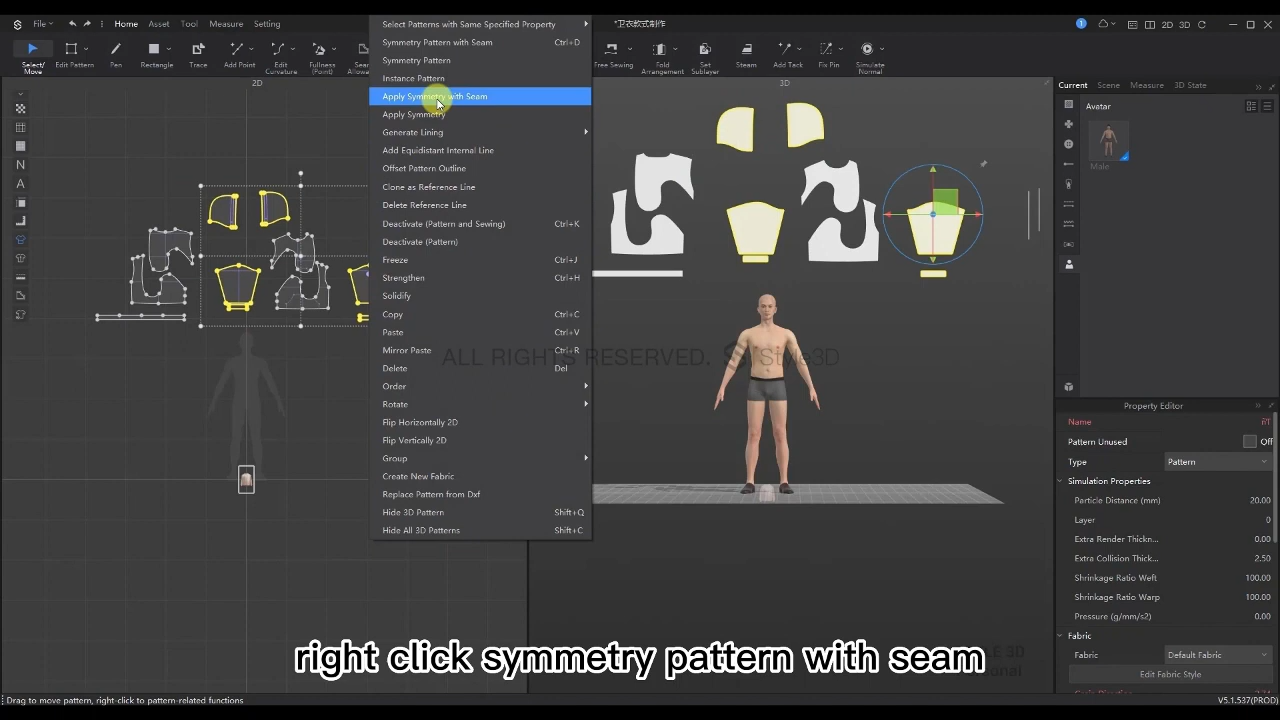 File
Home
Asset
Tool
Measure
Setting
*卫衣款式制作
1
2D
3D
Select/
Move
Edit Pattern
Pen
Rectangle
Trace
Add Point
Edit
Curvature
Fullness
(Point)
Free Sewing
Fold
Arrangement
Set
Sublayer
Steam
Add Tack
Fix Pin
Simulate
Normal
2D
3D
Select Patterns with Same Specified Property
Symmetry Pattern with Seam Ctrl+D
Symmetry Pattern
Instance Pattern
Apply Symmetry with Seam
Apply Symmetry
Generate Lining
Add Equidistant Internal Line
Offset Pattern Outline
Clone as Reference Line
Delete Reference Line
Deactivate (Pattern and Sewing) Ctrl+K
Deactivate (Pattern)
Freeze Ctrl+J
Strengthen Ctrl+H
Solidify
Copy Ctrl+C
Paste Ctrl+V
Mirror Paste Ctrl+R
Delete Del
Order
Rotate
Flip Horizontally 2D
Flip Vertically 2D
Group
Create New Fabric
Replace Pattern from Dxf
Hide 3D Pattern Shift+Q
Hide All 3D Patterns Shift+C
ALL RIGHTS RESERVED. Style3D
Current Scene Measure 3D State
Avatar
Male
Property Editor
Name
Pattern Unused Off
Type Pattern
Simulation Properties
Particle Distance (mm) 20.00
Layer 0
Extra Render Thickn... 0.00
Extra Collision Thick... 2.50
Shrinkage Ratio Weft 100.00
Shrinkage Ratio Warp 100.00
Pressure (g/mm/s2) 0.00
Fabric
Fabric Default Fabric
Edit Fabric Style
right click symmetry pattern with seam
Drag to move pattern, right-click to pattern-related functions
V5.1.537(PROD)